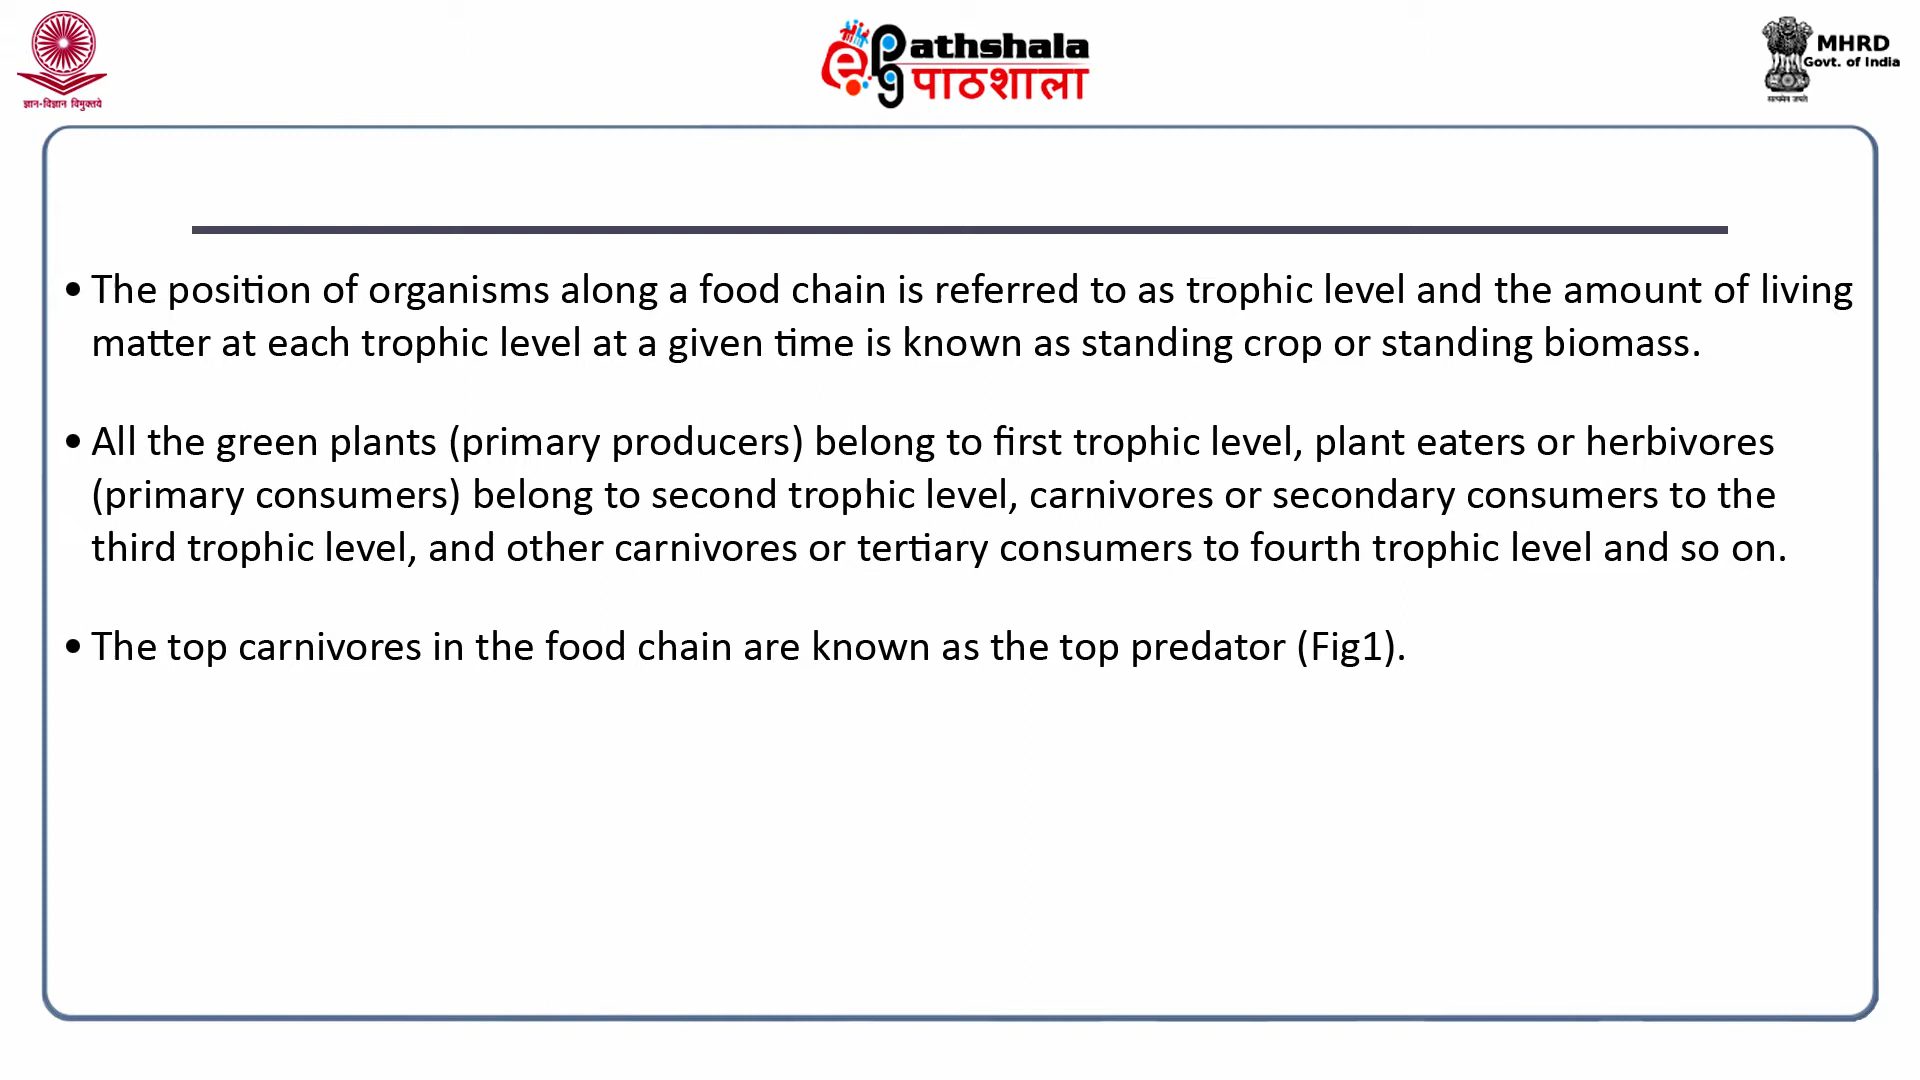 ज्ञान-विज्ञान विमुक्तये
ePGPathshala
पाठशाला
MHRD
Govt. of India
सत्यमेव जयते
• The position of organisms along a food chain is referred to as trophic level and the amount of living
matter at each trophic level at a given time is known as standing crop or standing biomass.
• All the green plants (primary producers) belong to first trophic level, plant eaters or herbivores
(primary consumers) belong to second trophic level, carnivores or secondary consumers to the
third trophic level, and other carnivores or tertiary consumers to fourth trophic level and so on.
• The top carnivores in the food chain are known as the top predator (Fig1).